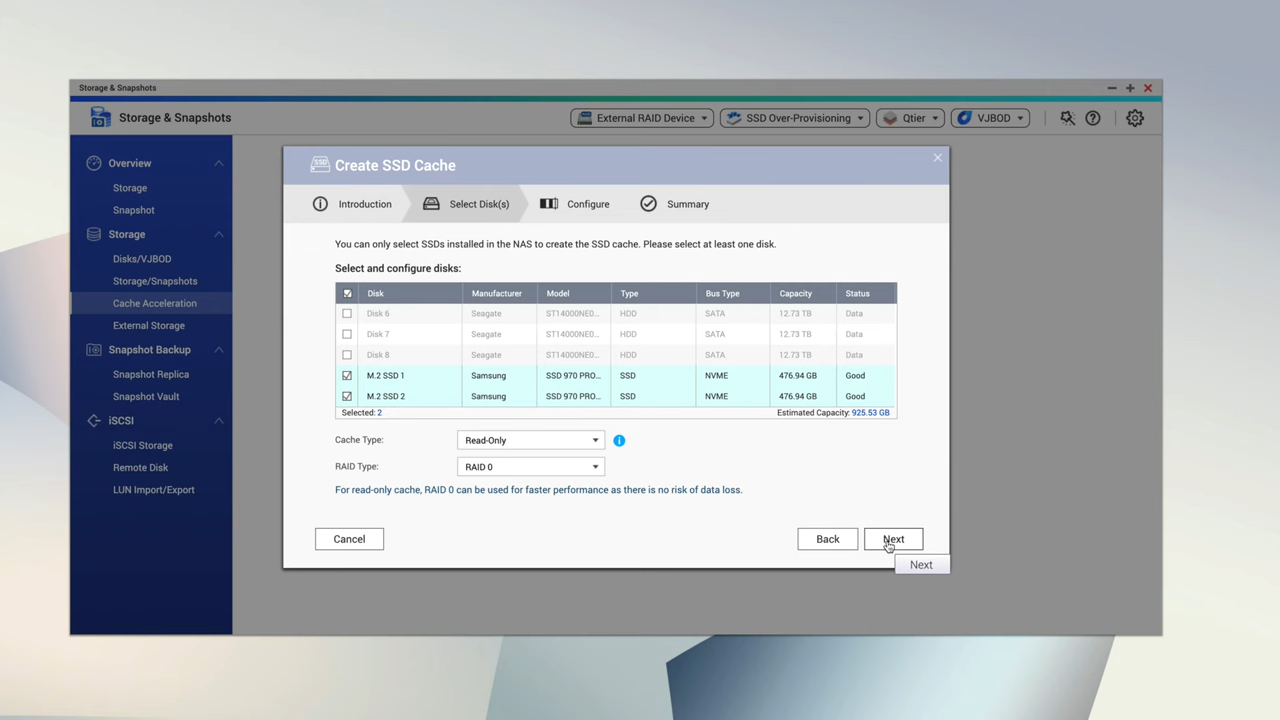 Storage & Snapshots
Storage & Snapshots
External RAID Device
SSD Over-Provisioning
Qtier
VJBOD
Overview
Storage
Snapshot
Storage
Disks/VJBOD
Storage/Snapshots
Cache Acceleration
External Storage
Snapshot Backup
Snapshot Replica
Snapshot Vault
iSCSI
iSCSI Storage
Remote Disk
LUN Import/Export
SSD
Create SSD Cache
Introduction
Select Disk(s)
Configure
Summary
You can only select SSDs installed in the NAS to create the SSD cache. Please select at least one disk.
Select and configure disks:
Disk Manufacturer Model Type Bus Type Capacity Status
Disk 6 Seagate ST14000NE0... HDD SATA 12.73 TB Data
Disk 7 Seagate ST14000NE0... HDD SATA 12.73 TB Data
Disk 8 Seagate ST14000NE0... HDD SATA 12.73 TB Data
M.2 SSD 1 Samsung SSD 970 PRO... SSD NVME 476.94 GB Good
M.2 SSD 2 Samsung SSD 970 PRO... SSD NVME 476.94 GB Good
Selected: 2 Estimated Capacity: 925.53 GB
Cache Type: Read-Only
RAID Type: RAID 0
For read-only cache, RAID 0 can be used for faster performance as there is no risk of data loss.
Cancel
Back
Next
Next